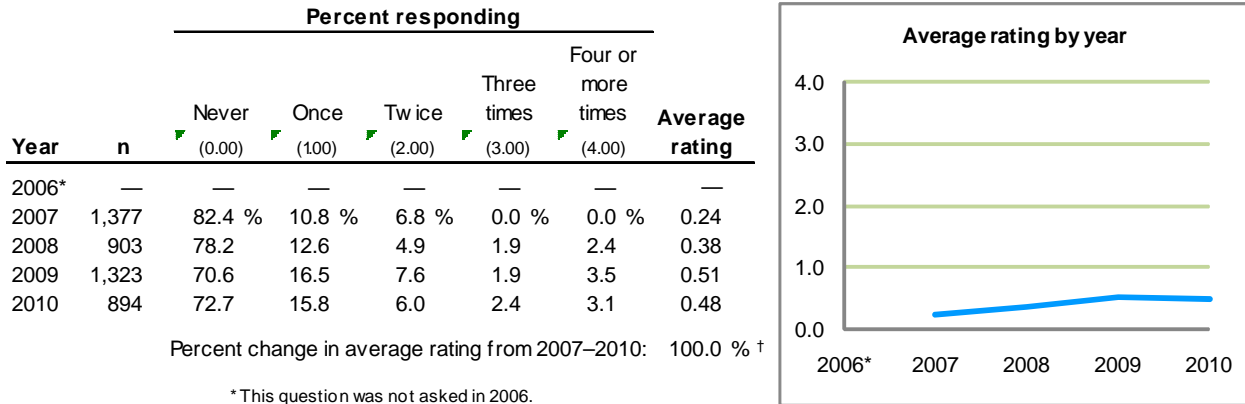 Percent responding
Year n Never (0.00) Once (1.00) Twice (2.00) Three times (3.00) Four or more times (4.00) Average rating
2006* — — — — — — —
2007 1,377 82.4 % 10.8 % 6.8 % 0.0 % 0.0 % 0.24
2008 903 78.2 12.6 4.9 1.9 2.4 0.38
2009 1,323 70.6 16.5 7.6 1.9 3.5 0.51
2010 894 72.7 15.8 6.0 2.4 3.1 0.48
Percent change in average rating from 2007–2010: 100.0 % †
* This question was not asked in 2006.
Average rating by year
4.0
3.0
2.0
1.0
0.0
2006* 2007 2008 2009 2010